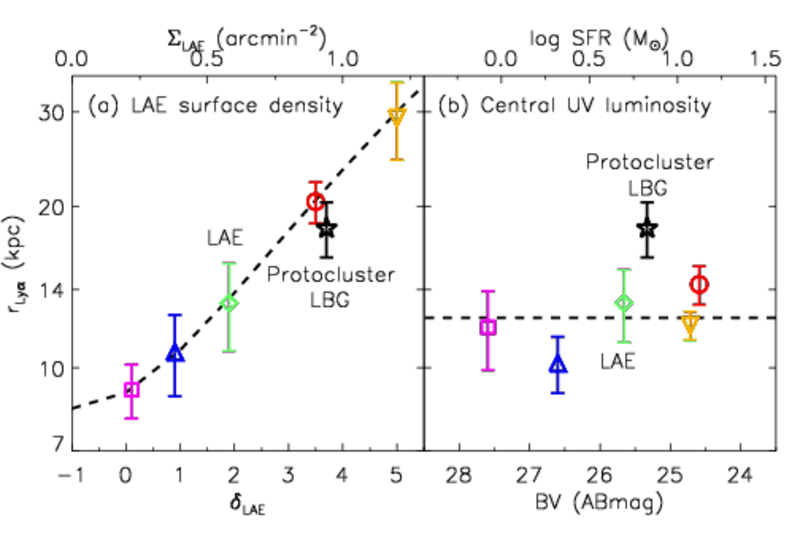 Σ_LAE (arcmin⁻²)
0.0 0.5 1.0
log SFR (M⊙)
0.0 0.5 1.0 1.5
(a) LAE surface density
(b) Central UV luminosity
30
20
14
10
7
r_Lyα (kpc)
LAE
Protocluster
LBG
Protocluster
LBG
LAE
−1 0 1 2 3 4 5
δ_LAE
28 27 26 25 24
BV (ABmag)